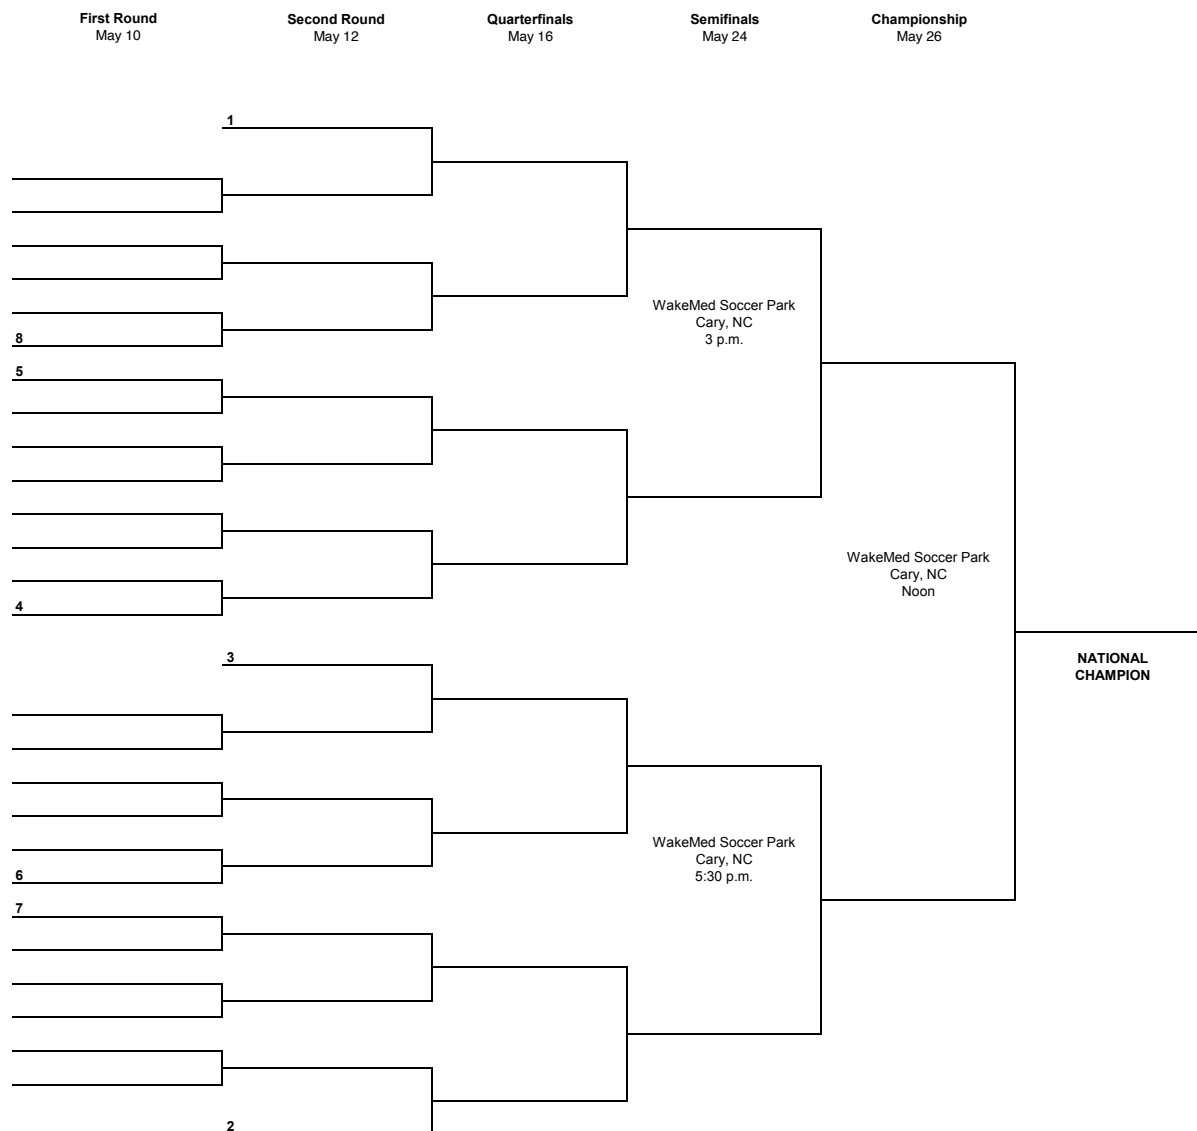 First Round
May 10
Second Round
May 12
Quarterfinals
May 16
Semifinals
May 24
Championship
May 26
1
8
5
4
3
6
7
2
WakeMed Soccer Park
Cary, NC
3 p.m.
WakeMed Soccer Park
Cary, NC
Noon
NATIONAL
CHAMPION
WakeMed Soccer Park
Cary, NC
5:30 p.m.